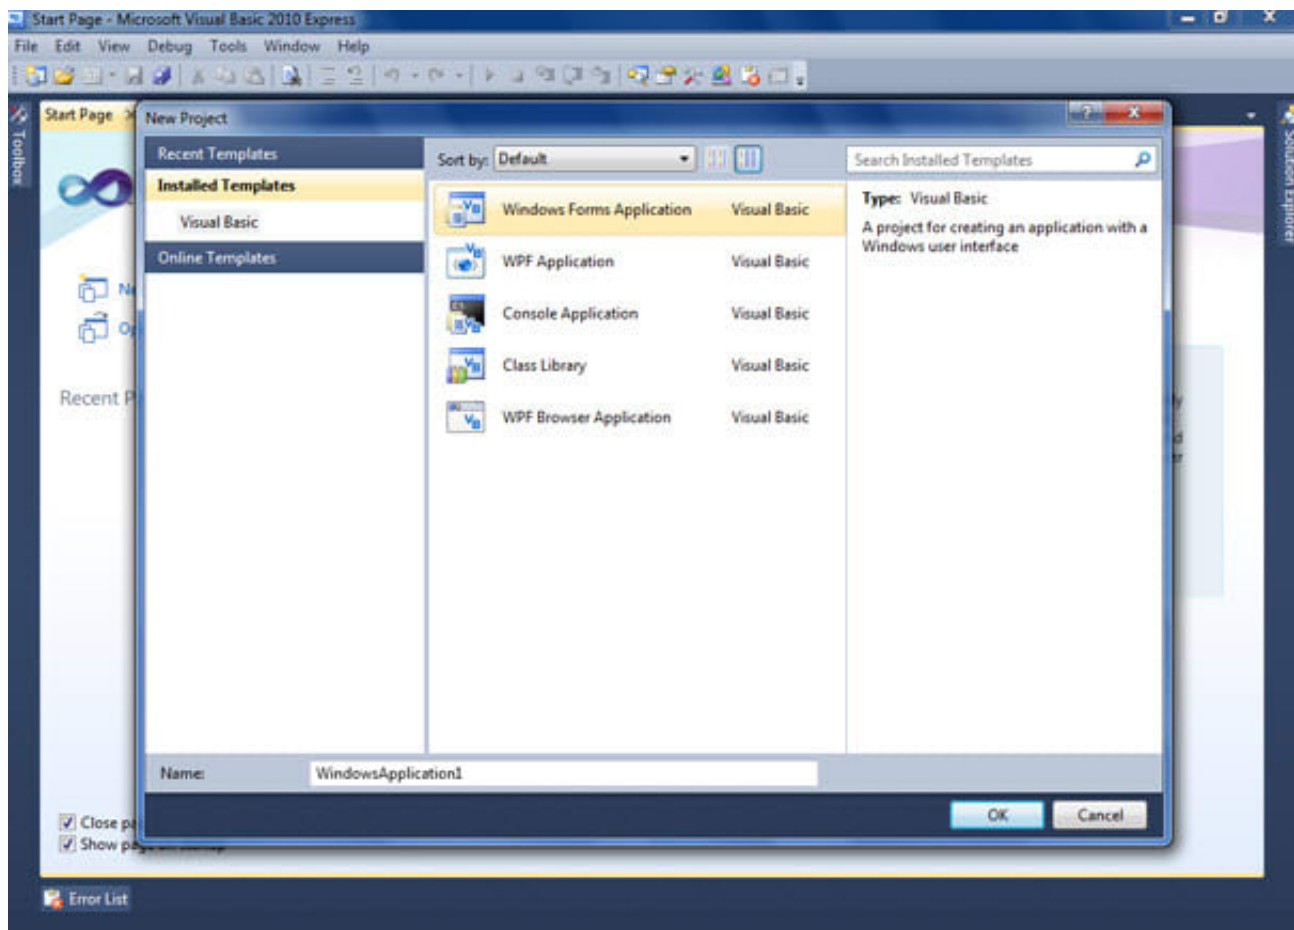 Start Page - Microsoft Visual Basic 2010 Express
File Edit View Debug Tools Window Help
Toolbox
Start Page
Solution Explorer
New Project
Recent Templates
Installed Templates
Visual Basic
Online Templates
Sort by: Default
Search Installed Templates
Windows Forms Application Visual Basic
WPF Application Visual Basic
Console Application Visual Basic
Class Library Visual Basic
WPF Browser Application Visual Basic
Type: Visual Basic
A project for creating an application with a
Windows user interface
Recent
Name: WindowsApplication1
OK Cancel
Close
Show
Error List